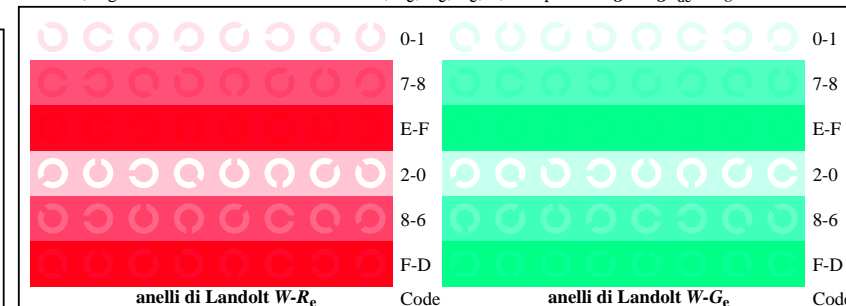 0-1 0-1
7-8 7-8
E-F E-F
2-0 2-0
8-6 8-6
F-D F-D
anelli di Landolt W-Re Code anelli di Landolt W-Ge Code